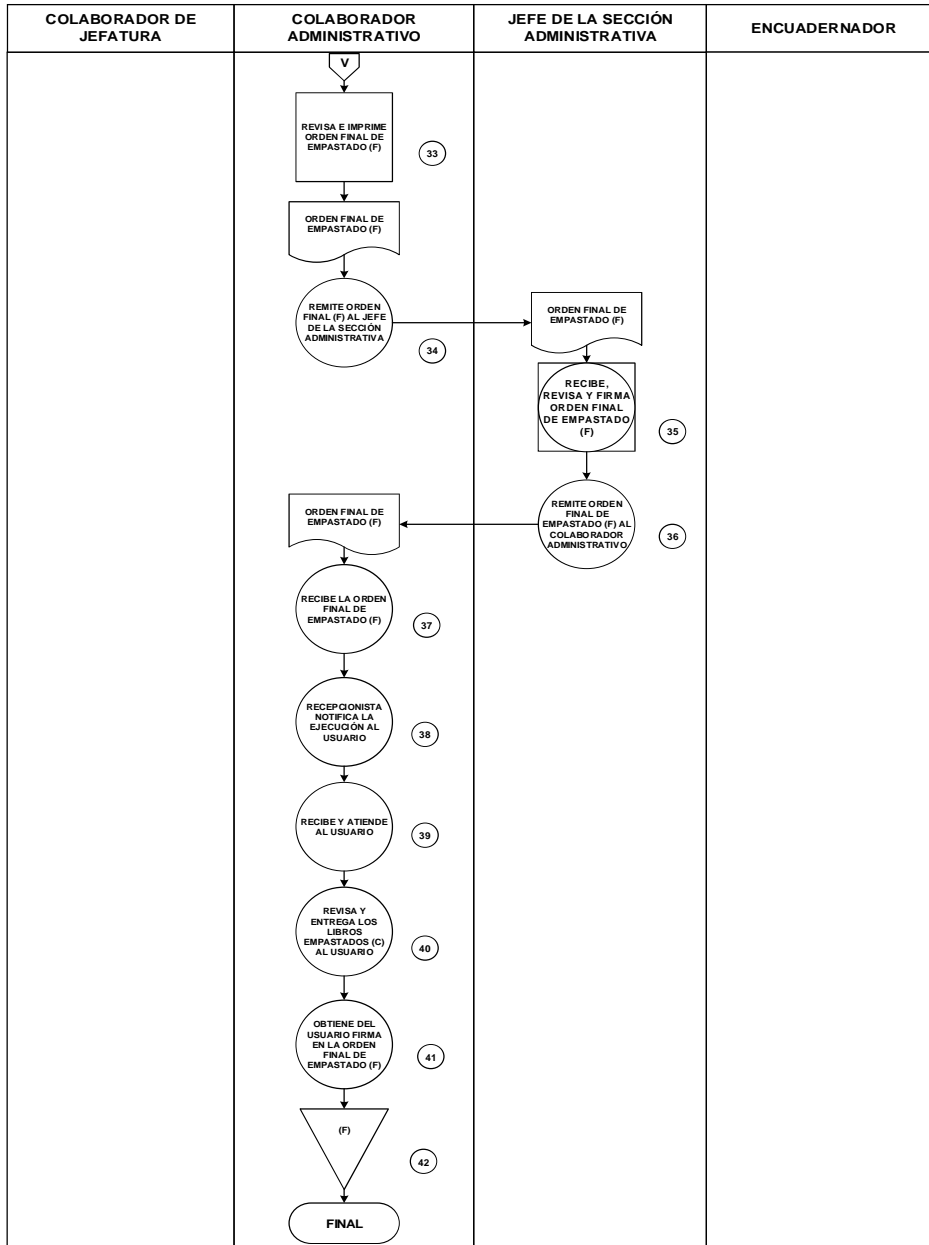 COLABORADOR DE
JEFATURA
COLABORADOR
ADMINISTRATIVO
JEFE DE LA SECCIÓN
ADMINISTRATIVA
ENCUADERNADOR
V
REVISA E IMPRIME
ORDEN FINAL DE
EMPASTADO (F)
33
ORDEN FINAL DE
EMPASTADO (F)
REMITE ORDEN
FINAL (F) AL JEFE
DE LA SECCIÓN
ADMINISTRATIVA
34
ORDEN FINAL DE
EMPASTADO (F)
RECIBE,
REVISA Y FIRMA
ORDEN FINAL
DE EMPASTADO
(F)
35
REMITE ORDEN
FINAL DE
EMPASTADO (F) AL
COLABORADOR
ADMINISTRATIVO
36
ORDEN FINAL DE
EMPASTADO (F)
RECIBE LA ORDEN
FINAL DE
EMPASTADO (F)
37
RECEPCIONISTA
NOTIFICA LA
EJECUCIÓN AL
USUARIO
38
RECIBE Y ATIENDE
AL USUARIO
39
REVISA Y
ENTREGA LOS
LIBROS
EMPASTADOS (C)
AL USUARIO
40
OBTIENE DEL
USUARIO FIRMA
EN LA ORDEN
FINAL DE
EMPASTADO (F)
41
(F)
42
FINAL